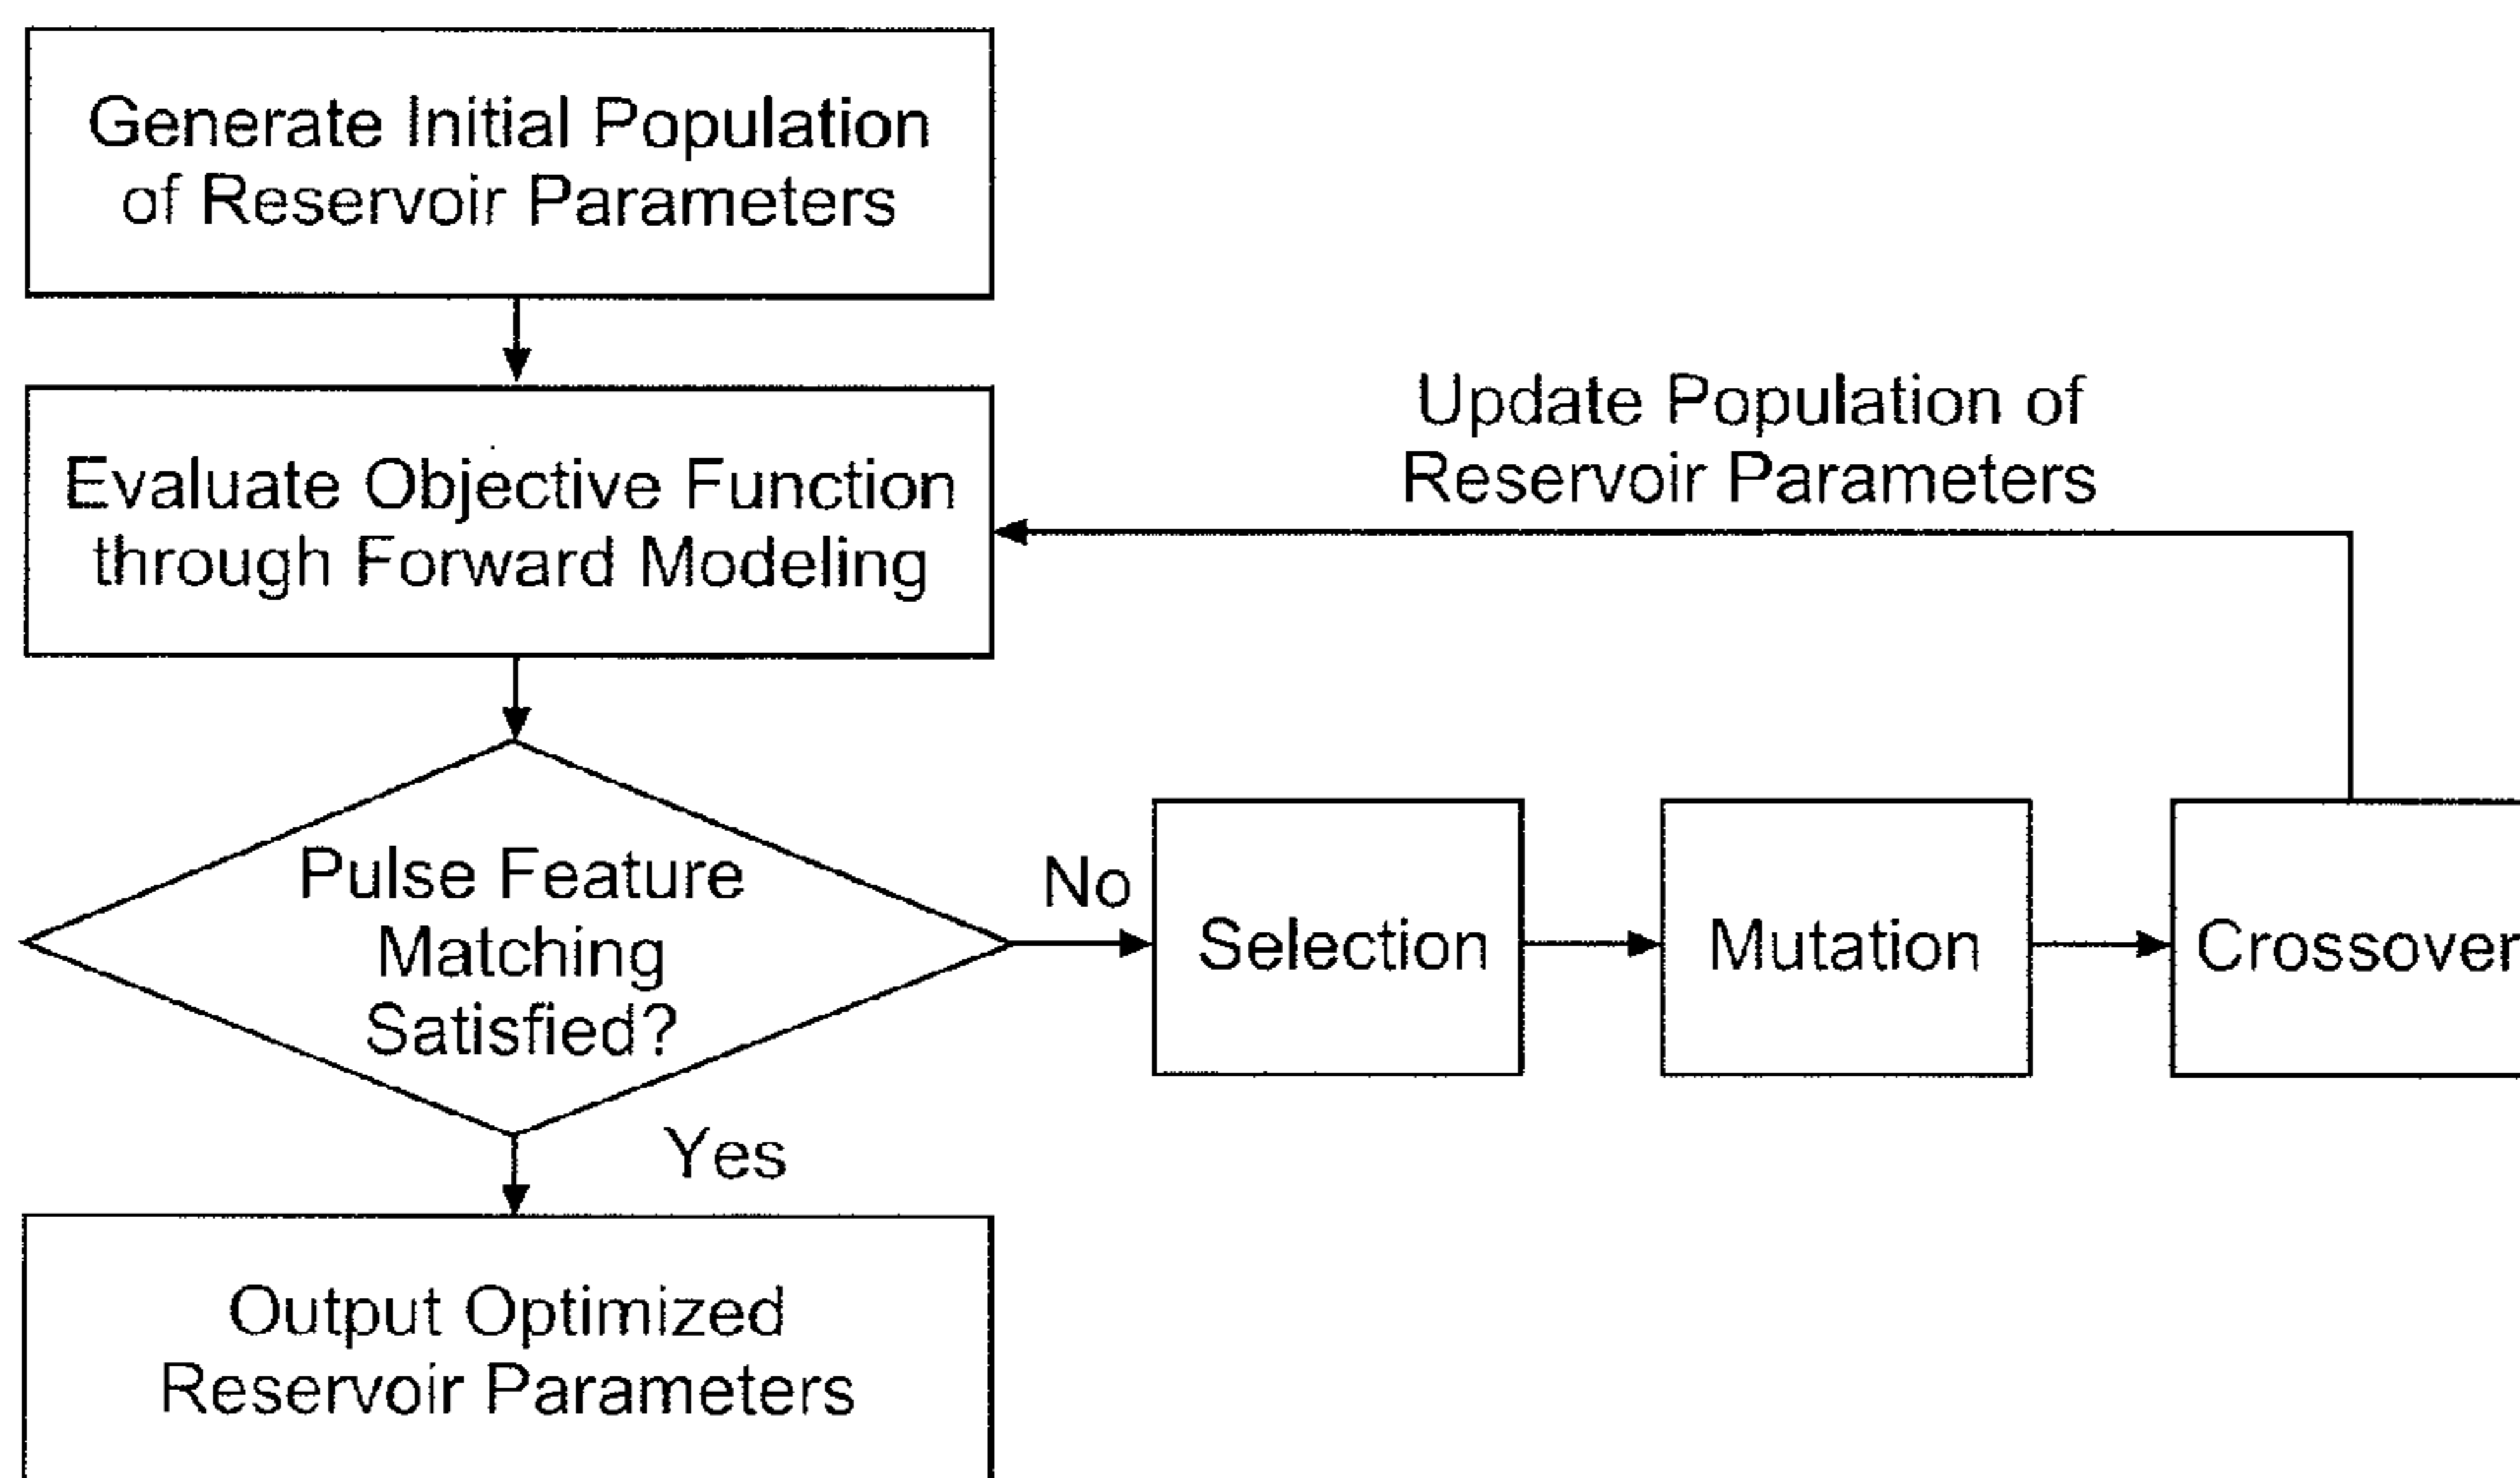 Generate Initial Population
of Reservoir Parameters
Evaluate Objective Function
through Forward Modeling
Update Population of
Reservoir Parameters
Pulse Feature
Matching
Satisfied?
No
Selection
Mutation
Crossover
Yes
Output Optimized
Reservoir Parameters